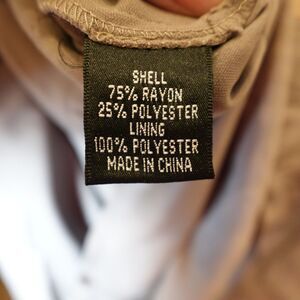 SHELL
75% RAYON
25% POLYESTER
LINING
100% POLYESTER
MADE IN CHINA